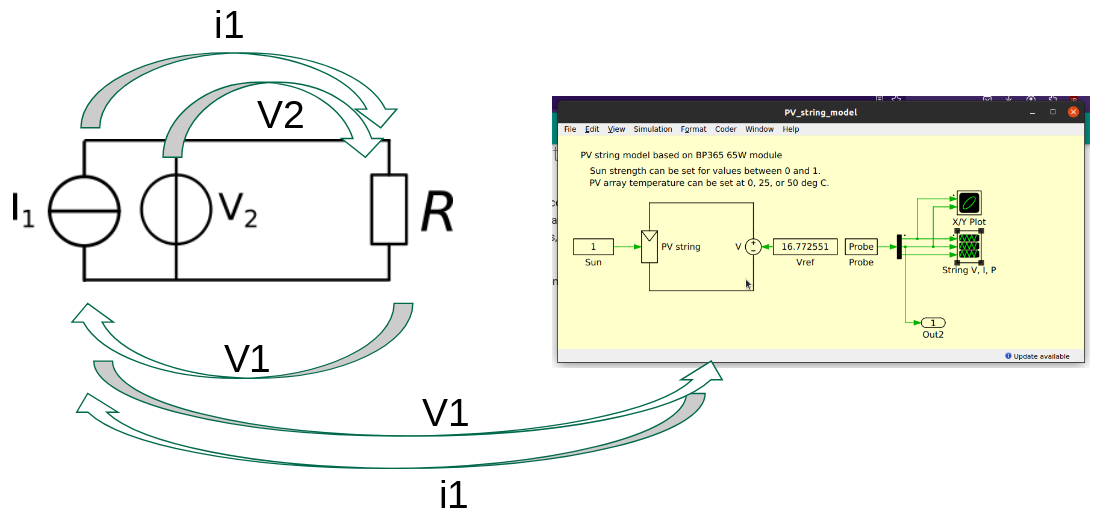 i1
V2
I1
V2
R
V1
V1
i1
PV_string_model
File Edit View Simulation Format Coder Window Help
PV string model based on BP365 65W module
Sun strength can be set for values between 0 and 1.
PV array temperature can be set at 0, 25, or 50 deg C.
X/Y Plot
1
PV string
V
16.772551
Probe
Sun
Vref
Probe
String V, I, P
1
Out2
Update available